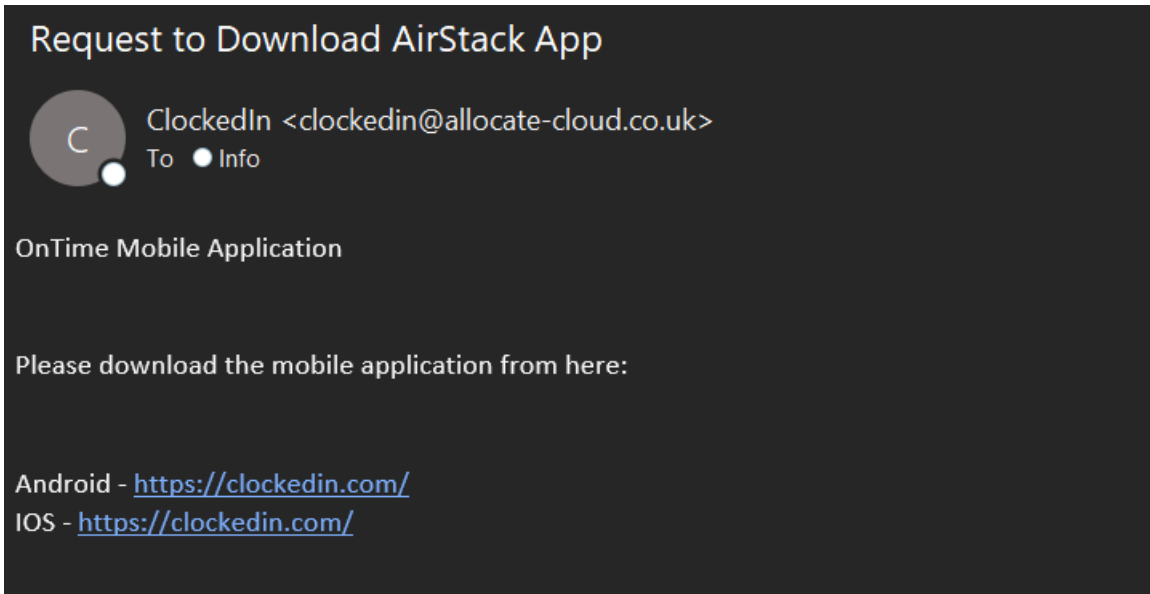 Request to Download AirStack App
C
ClockedIn <clockedin@allocate-cloud.co.uk>
To Info
OnTime Mobile Application
Please download the mobile application from here:
Android - https://clockedin.com/
IOS - https://clockedin.com/